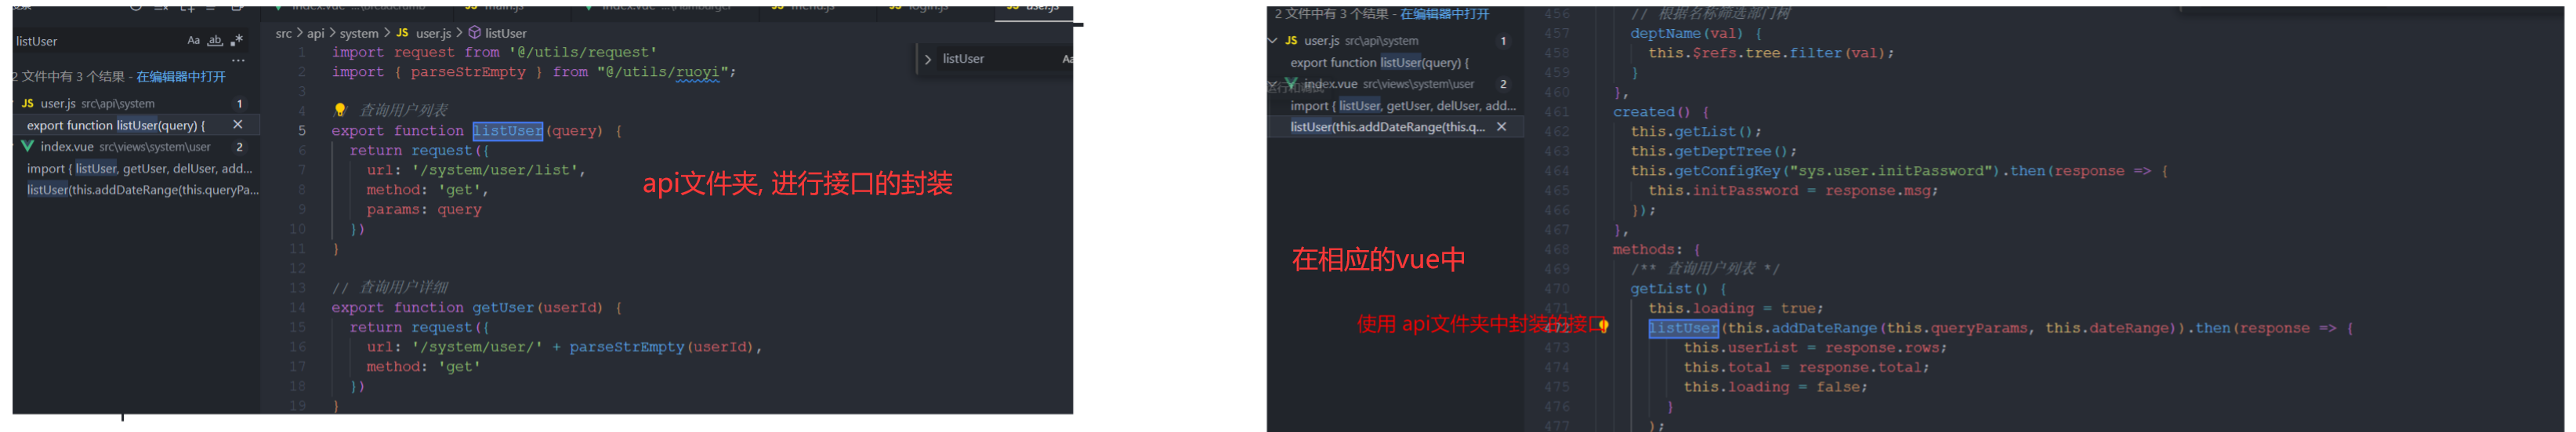 listUser
Aa ab
2 文件中有 3 个结果 - 在编辑器中打开
JS user.js src\api\system 1
export function listUser(query) {
index.vue src\views\system\user 2
import { listUser, getUser, delUser, add...
listUser(this.addDateRange(this.queryPa...
src > api > system > JS user.js > listUser
1 import request from '@/utils/request'
2 import { parseStrEmpty } from "@/utils/ruoyi";
3
4 查询用户列表
5 export function listUser(query) {
6 return request({
7 url: '/system/user/list',
8 method: 'get',
9 params: query
10 })
11 }
12
13 // 查询用户详细
14 export function getUser(userId) {
15 return request({
16 url: '/system/user/' + parseStrEmpty(userId),
17 method: 'get'
18 })
19 }
listUser Aa
api文件夹, 进行接口的封装
2 文件中有 3 个结果 - 在编辑器中打开
JS user.js src\api\system 1
export function listUser(query) {
index.vue src\views\system\user 2
运行和调试
import { listUser, getUser, delUser, add...
listUser(this.addDateRange(this.q...
在相应的vue中
使用 api文件夹中封装的接口
456 // 根据名称筛选部门树
457 deptName(val) {
458 this.$refs.tree.filter(val);
459 }
460 },
461 created() {
462 this.getList();
463 this.getDeptTree();
464 this.getConfigKey("sys.user.initPassword").then(response => {
465 this.initPassword = response.msg;
466 });
467 },
468 methods: {
469 /** 查询用户列表 */
470 getList() {
471 this.loading = true;
472 listUser(this.addDateRange(this.queryParams, this.dateRange)).then(response => {
473 this.userList = response.rows;
474 this.total = response.total;
475 this.loading = false;
476 }
477 );